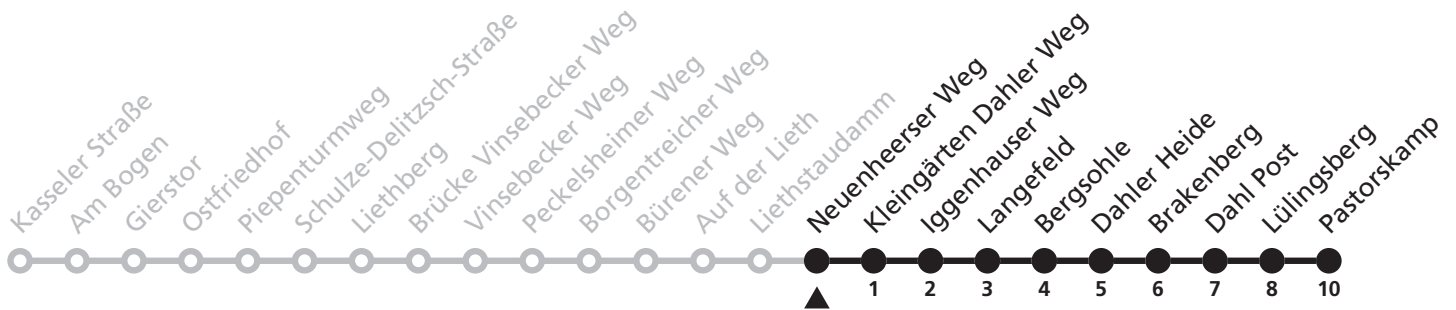 Kasseler Straße
Am Bogen
Gierstor
Ostfriedhof
Piepenturmweg
Schulze-Delitzsch-Straße
Liethberg
Brücke Vinsebecker Weg
Vinsebecker Weg
Peckelsheimer Weg
Borgentreicher Weg
Bürener Weg
Auf der Lieth
Liethstaudamm
Neuenheerser Weg
Kleingärten Dahler Weg
Iggenhauser Weg
Langefeld
Bergsohle
Dahler Heide
Brakenberg
Dahl Post
Lülingsberg
Pastorskamp
1 2 3 4 5 6 7 8 10